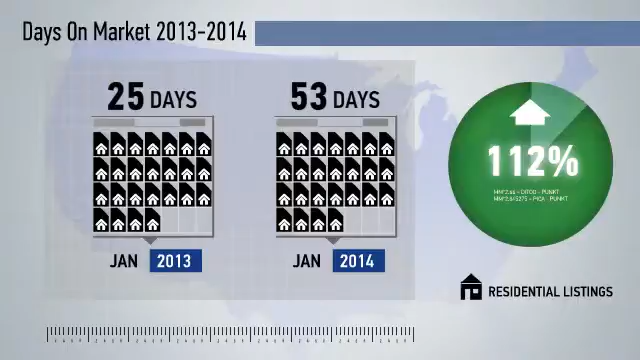 Days On Market 2013-2014
25 DAYS
53 DAYS
112%
JAN 2013
JAN 2014
RESIDENTIAL LISTINGS